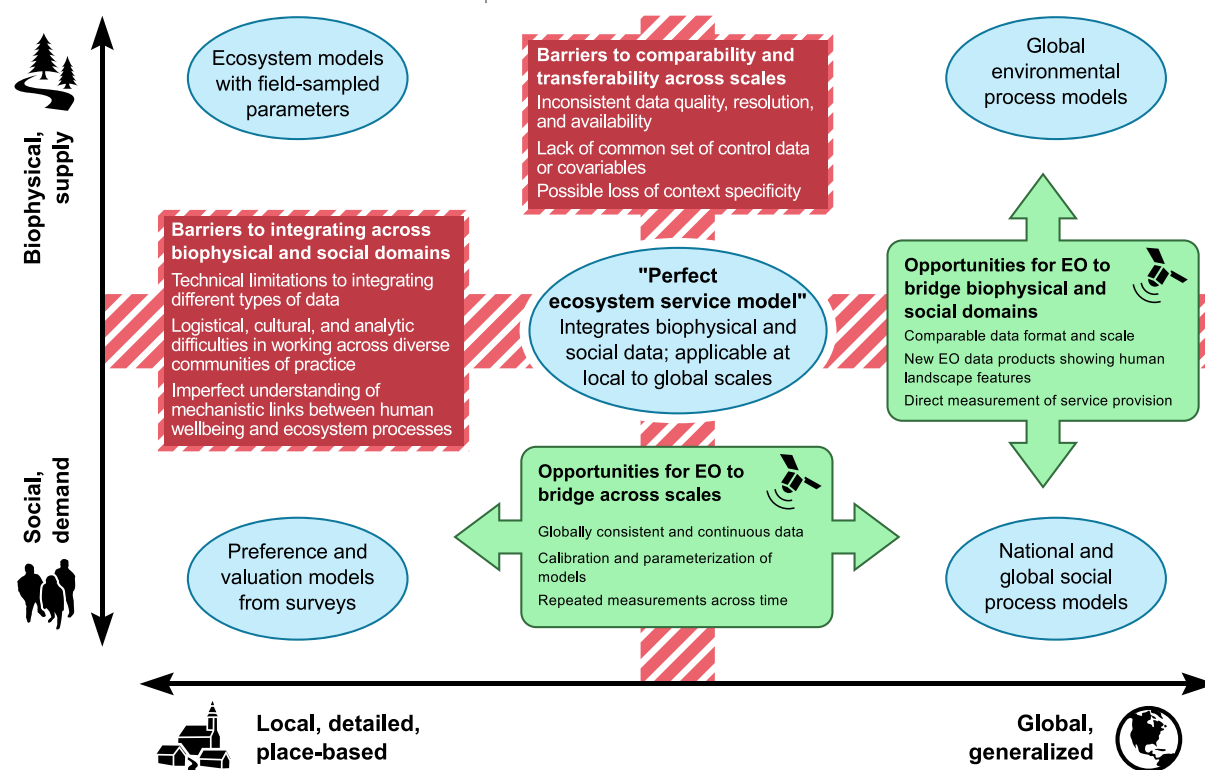 Biophysical,
supply
Social,
demand
Ecosystem models
with field-sampled
parameters
Barriers to comparability and
transferability across scales
Inconsistent data quality, resolution,
and availability
Lack of common set of control data
or covariables
Possible loss of context specificity
Global
environmental
process models
Barriers to integrating across
biophysical and social domains
Technical limitations to integrating
different types of data
Logistical, cultural, and analytic
difficulties in working across diverse
communities of practice
Imperfect understanding of
mechanistic links between human
wellbeing and ecosystem processes
"Perfect
ecosystem service model"
Integrates biophysical and
social data; applicable at
local to global scales
Opportunities for EO to
bridge biophysical and
social domains
Comparable data format and scale
New EO data products showing human
landscape features
Direct measurement of service provision
Preference and
valuation models
from surveys
Opportunities for EO to
bridge across scales
Globally consistent and continuous data
Calibration and parameterization of
models
Repeated measurements across time
National and
global social
process models
Local, detailed,
place-based
Global,
generalized